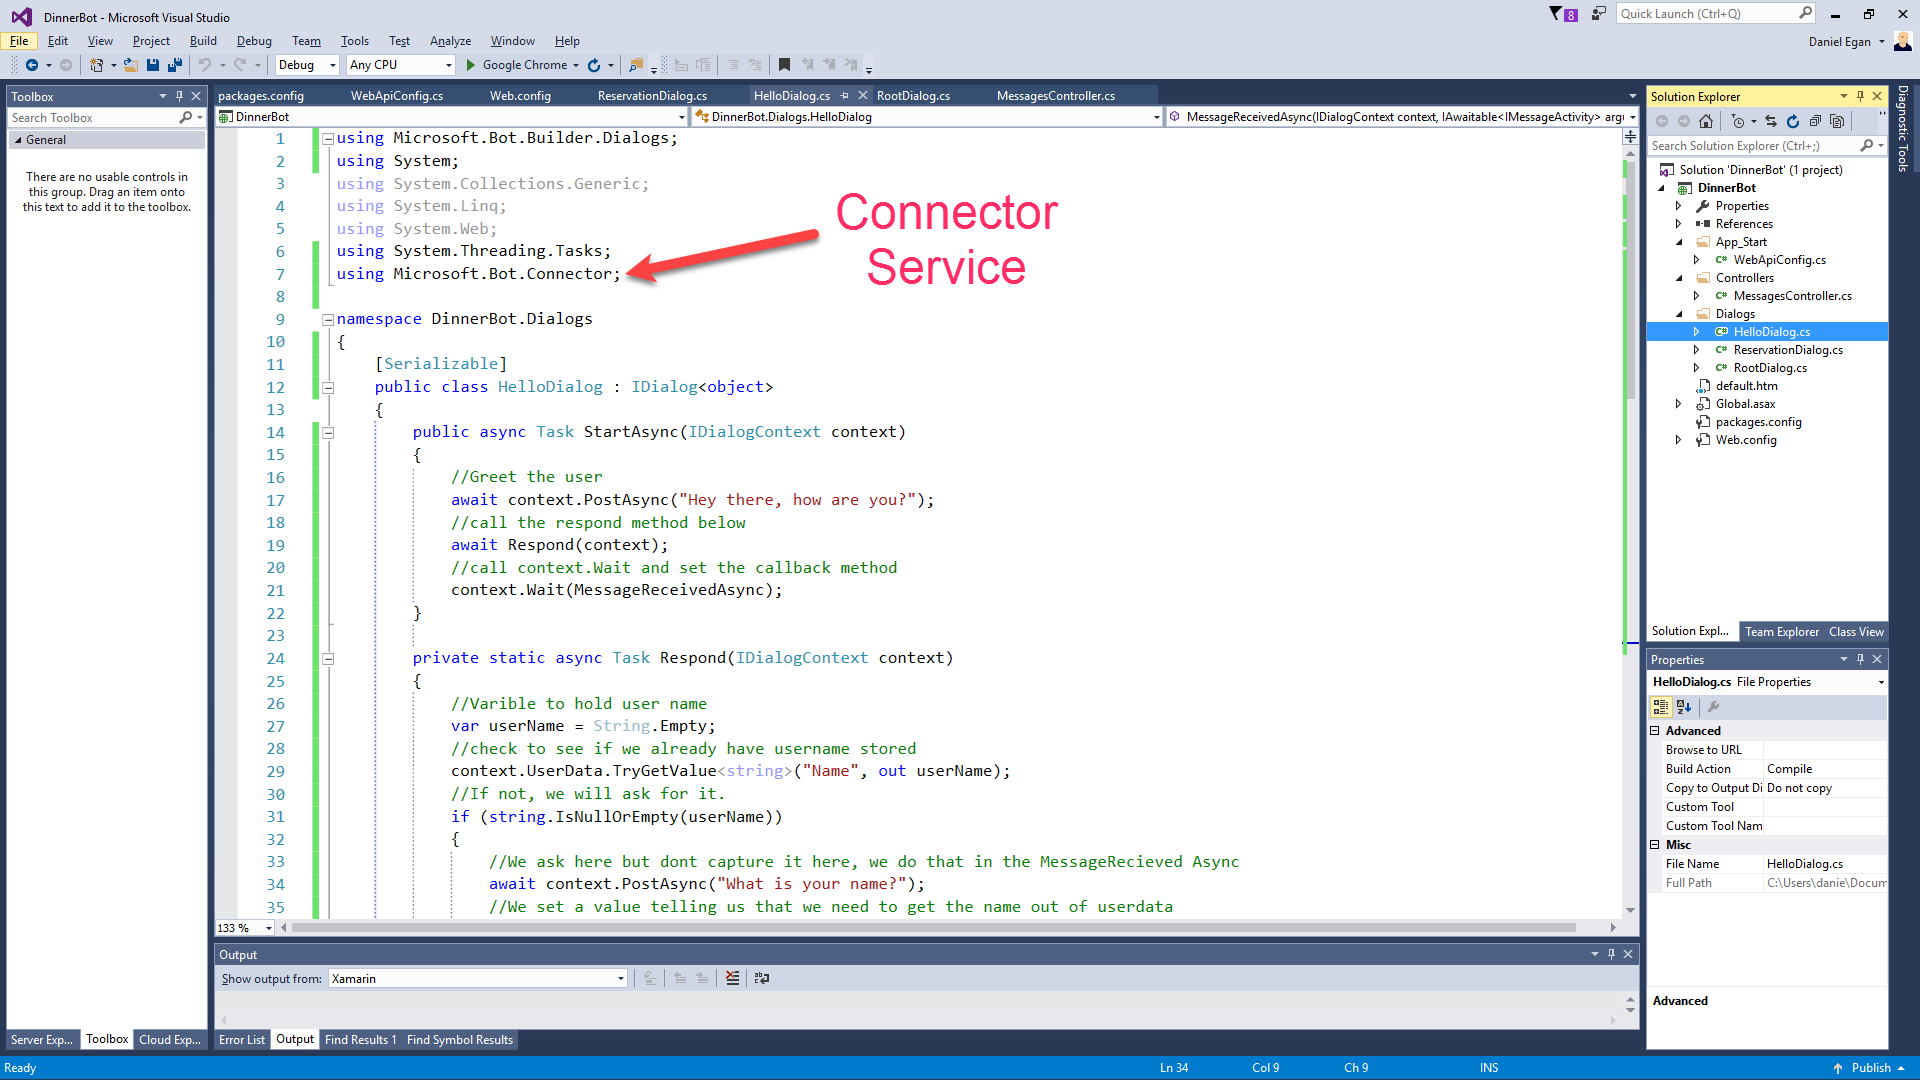 DinnerBot - Microsoft Visual Studio
8
Quick Launch (Ctrl+Q)
File Edit View Project Build Debug Team Tools Test Analyze Window Help
Daniel Egan
Debug Any CPU Google Chrome
Toolbox
Search Toolbox
General
There are no usable controls in
this group. Drag an item onto
this text to add it to the toolbox.
packages.config WebApiConfig.cs Web.config ReservationDialog.cs HelloDialog.cs RootDialog.cs MessagesController.cs
DinnerBot DinnerBot.Dialogs.HelloDialog MessageReceivedAsync(IDialogContext context, IAwaitable<IMessageActivity> argu
1 using Microsoft.Bot.Builder.Dialogs;
2 using System;
3 using System.Collections.Generic;
4 using System.Linq;
5 using System.Web;
6 using System.Threading.Tasks;
7 using Microsoft.Bot.Connector;
8
9 namespace DinnerBot.Dialogs
10 {
11 [Serializable]
12 public class HelloDialog : IDialog<object>
13 {
14 public async Task StartAsync(IDialogContext context)
15 {
16 //Greet the user
17 await context.PostAsync("Hey there, how are you?");
18 //call the respond method below
19 await Respond(context);
20 //call context.Wait and set the callback method
21 context.Wait(MessageReceivedAsync);
22 }
23
24 private static async Task Respond(IDialogContext context)
25 {
26 //Varible to hold user name
27 var userName = String.Empty;
28 //check to see if we already have username stored
29 context.UserData.TryGetValue<string>("Name", out userName);
30 //If not, we will ask for it.
31 if (string.IsNullOrEmpty(userName))
32 {
33 //We ask here but dont capture it here, we do that in the MessageRecieved Async
34 await context.PostAsync("What is your name?");
35 //We set a value telling us that we need to get the name out of userdata
Connector
Service
133 %
Output
Show output from: Xamarin
Server Exp... Toolbox Cloud Exp...
Error List Output Find Results 1 Find Symbol Results
Solution Explorer
Search Solution Explorer (Ctrl+;)
Solution 'DinnerBot' (1 project)
DinnerBot
Properties
References
App_Start
C# WebApiConfig.cs
Controllers
C# MessagesController.cs
Dialogs
C# HelloDialog.cs
C# ReservationDialog.cs
C# RootDialog.cs
default.htm
Global.asax
packages.config
Web.config
Solution Expl... Team Explorer Class View
Properties
HelloDialog.cs File Properties
Advanced
Browse to URL
Build Action Compile
Copy to Output Di Do not copy
Custom Tool
Custom Tool Nam
Misc
File Name HelloDialog.cs
Full Path C:\Users\danie\Docum
Advanced
Diagnostic Tools
Ready Ln 34 Col 9 Ch 9 INS Publish